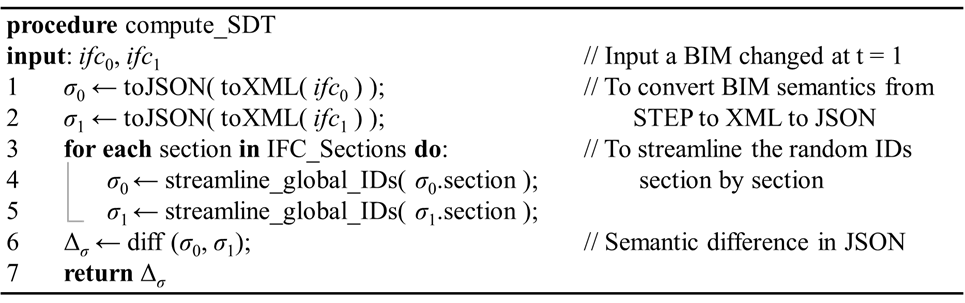 procedure compute_SDT
input: ifc₀, ifc₁ // Input a BIM changed at t = 1
1 σ₀ ← toJSON( toXML( ifc₀ ) ); // To convert BIM semantics from
2 σ₁ ← toJSON( toXML( ifc₁ ) ); STEP to XML to JSON
3 for each section in IFC_Sections do: // To streamline the random IDs
4 σ₀ ← streamline_global_IDs( σ₀.section ); section by section
5 σ₁ ← streamline_global_IDs( σ₁.section );
6 Δσ ← diff (σ₀, σ₁); // Semantic difference in JSON
7 return Δσ